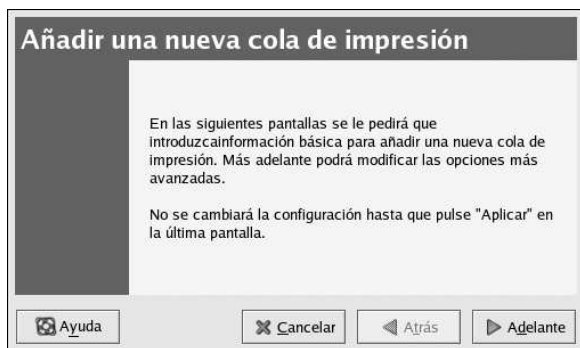 Añadir una nueva cola de impresión
En las siguientes pantallas se le pedirá que
introduzcainformación básica para añadir una nueva cola de
impresión. Más adelante podrá modificar las opciones más
avanzadas.
No se cambiará la configuración hasta que pulse "Aplicar" en
la última pantalla.
Ayuda
Cancelar
Atrás
Adelante